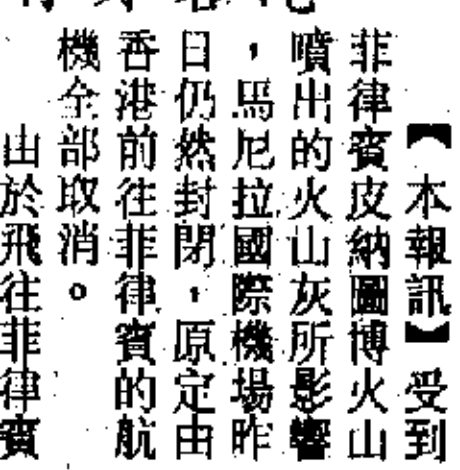 【本報訊】受到
菲律賓皮納圖博火山
噴出的火山灰所影響
，馬尼拉國際機場昨
日仍然封閉，原定由
香港前往菲律賓的航
機全部取消。
由於飛往菲律賓